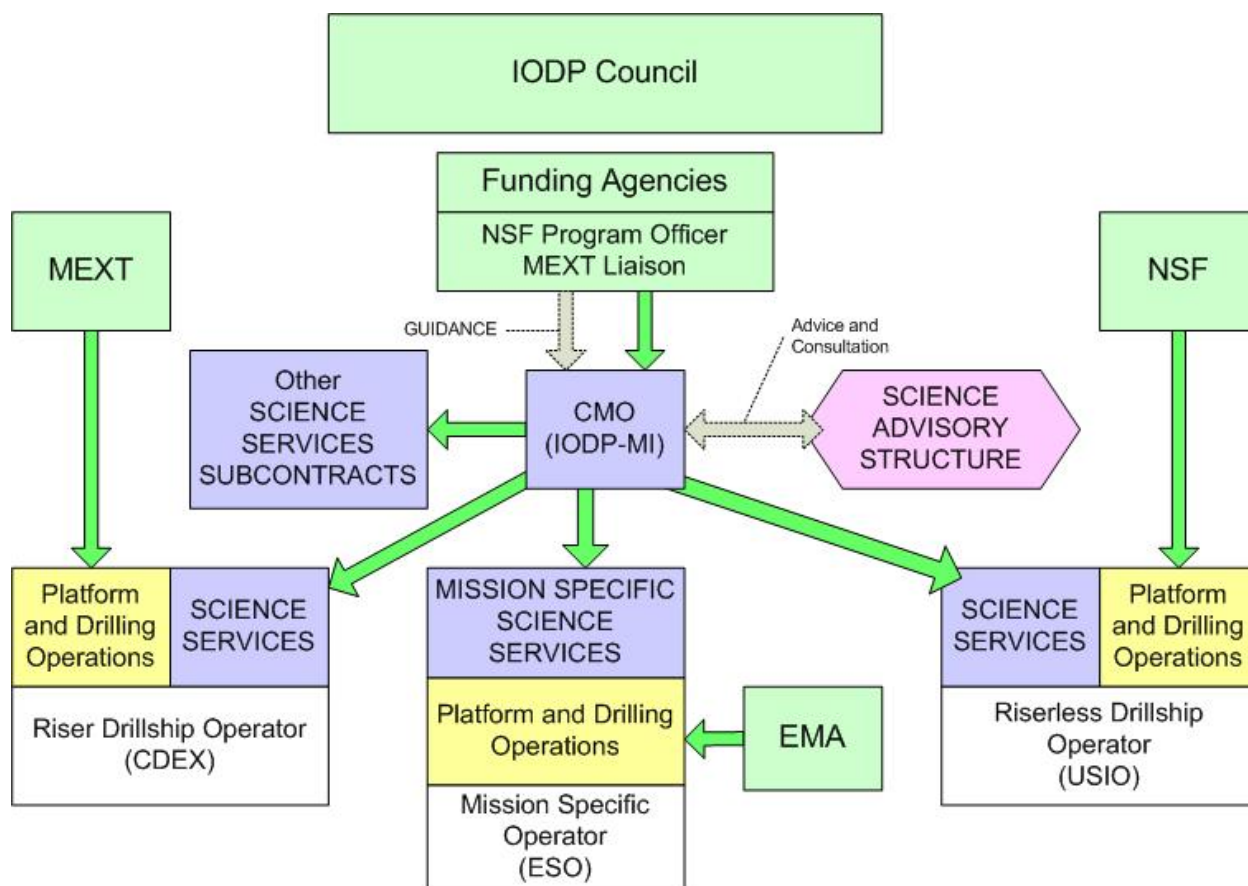 IODP Council
Funding Agencies
NSF Program Officer
MEXT Liaison
MEXT
NSF
GUIDANCE
Advice and
Consultation
Other
SCIENCE
SERVICES
SUBCONTRACTS
CMO
(IODP-MI)
SCIENCE
ADVISORY
STRUCTURE
Platform
and Drilling
Operations
SCIENCE
SERVICES
Riser Drillship Operator
(CDEX)
MISSION SPECIFIC
SCIENCE
SERVICES
Platform and Drilling
Operations
Mission Specific
Operator
(ESO)
EMA
SCIENCE
SERVICES
Platform
and Drilling
Operations
Riserless Drillship
Operator
(USIO)